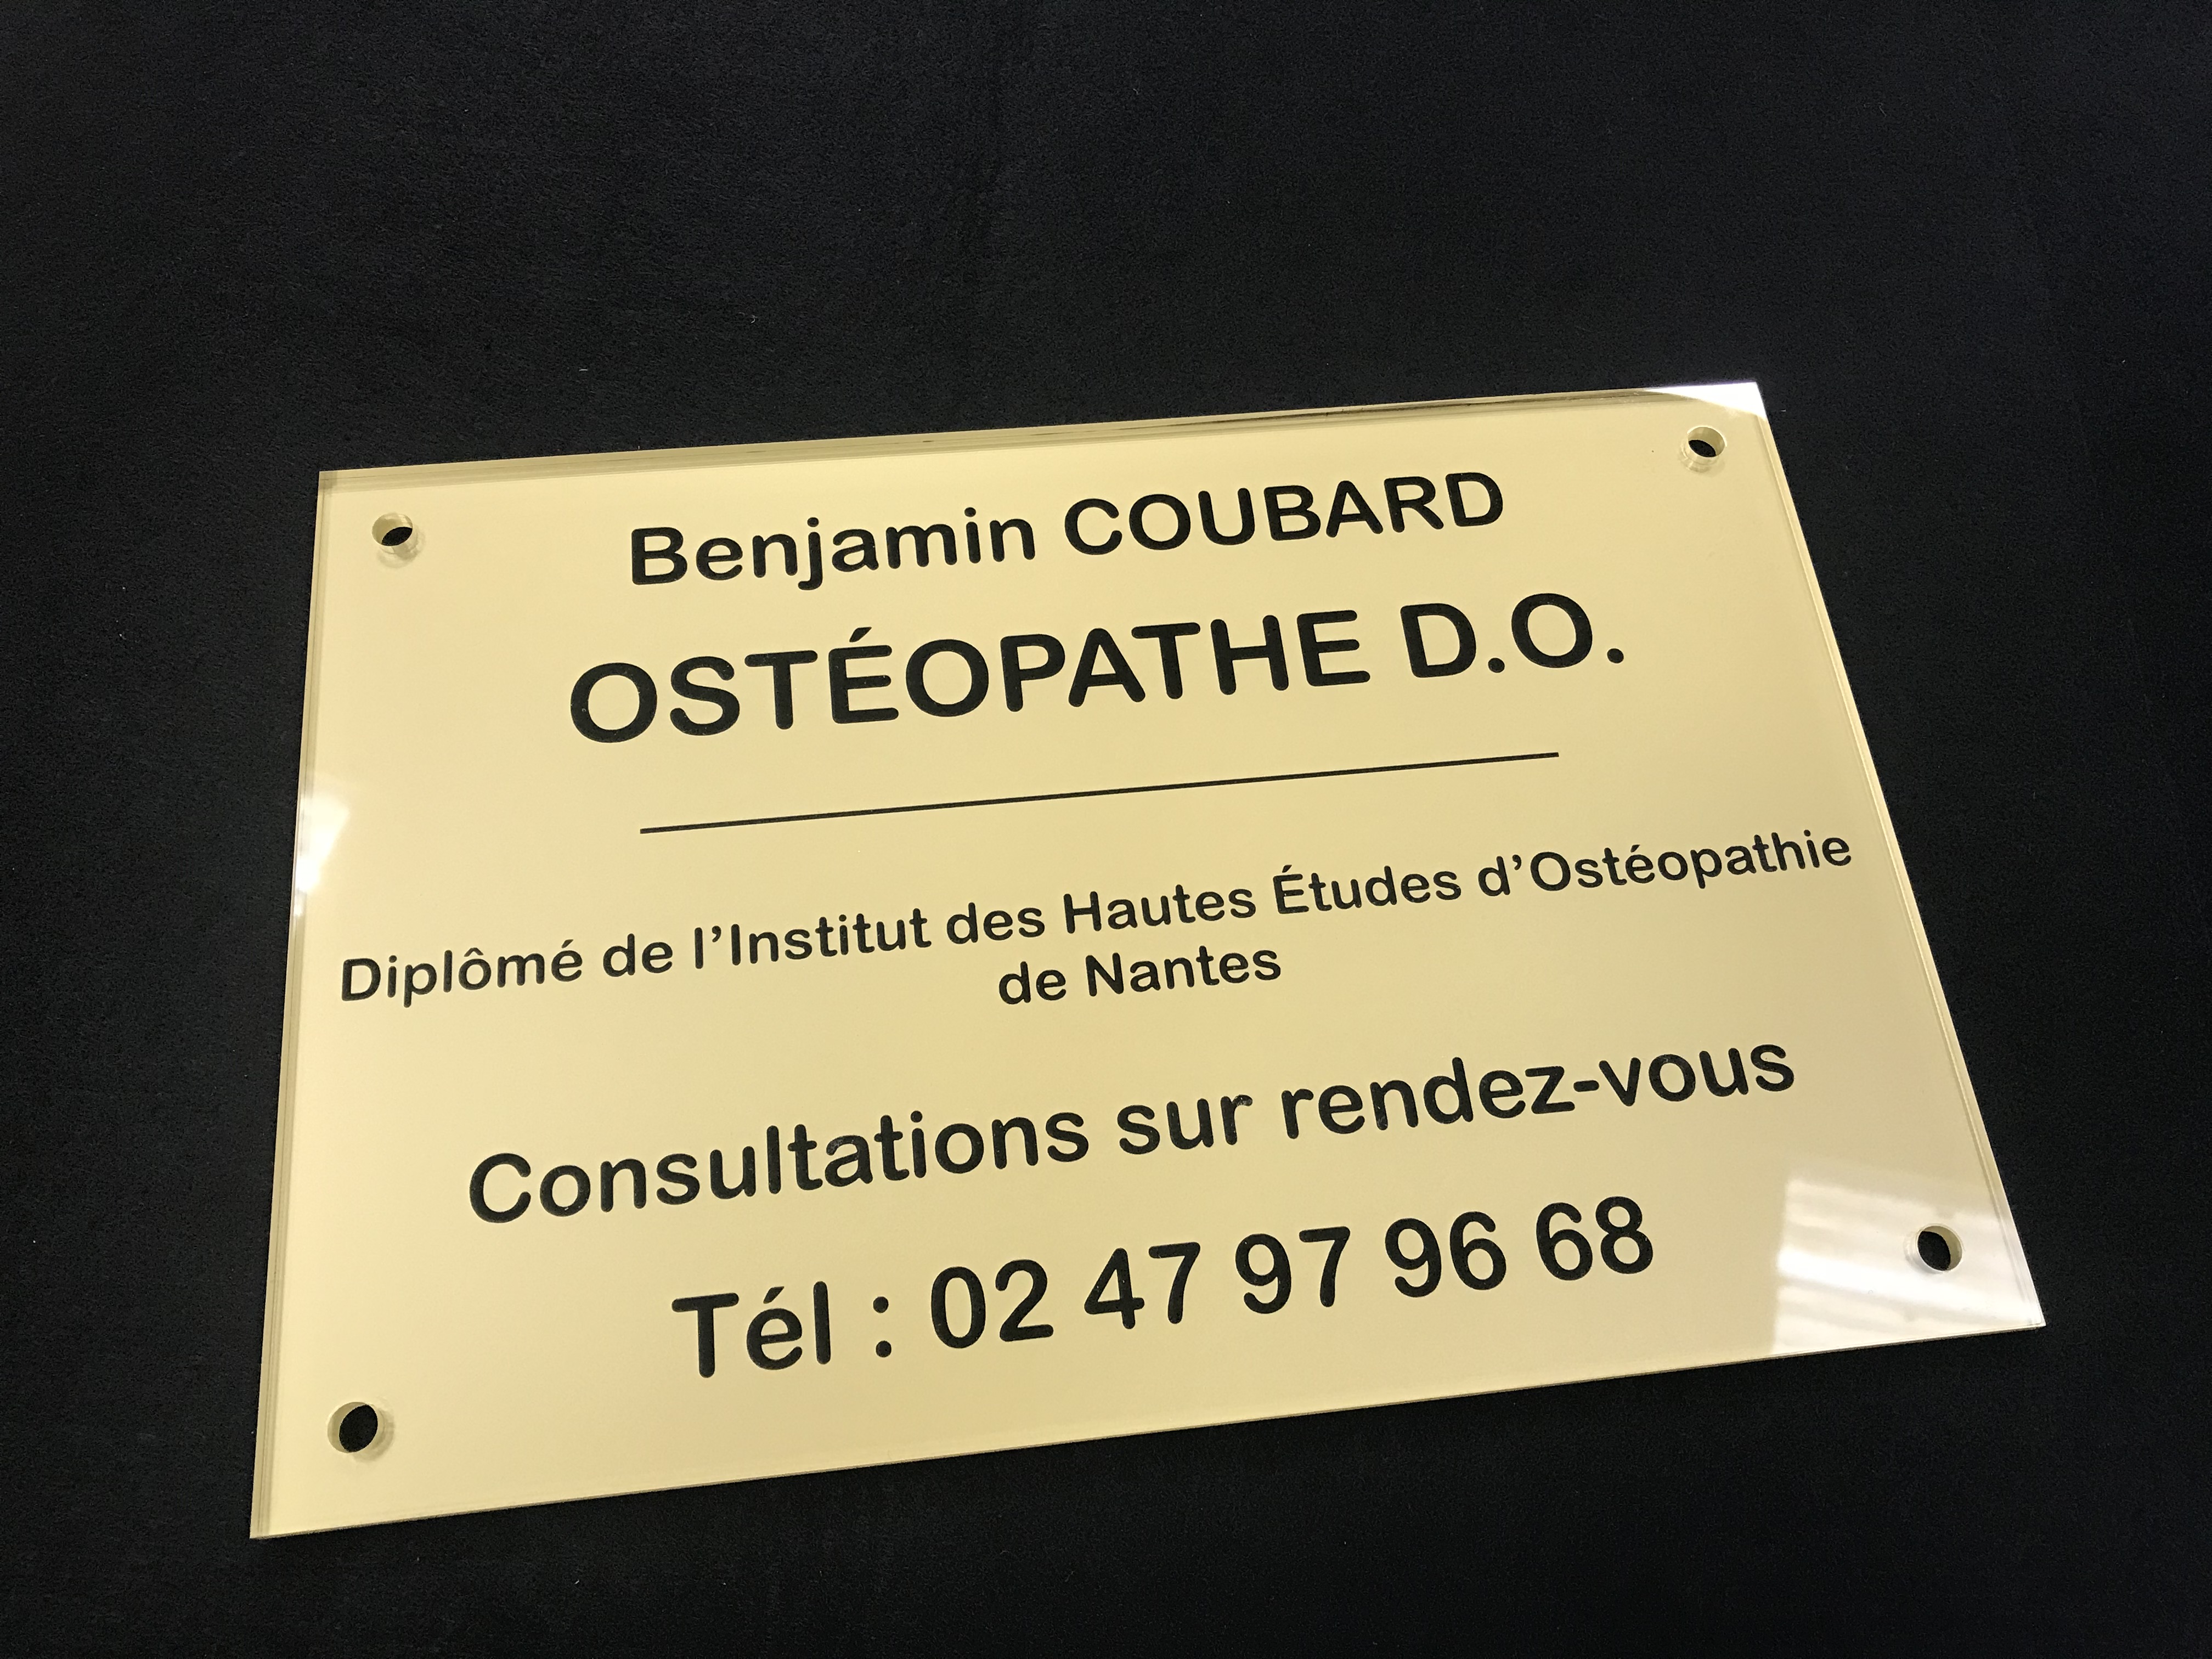 Benjamin COUBARD
OSTÉOPATHE D.O.
Diplômé de l’Institut des Hautes Études d’Ostéopathie
de Nantes
Consultations sur rendez-vous
Tél : 02 47 97 96 68